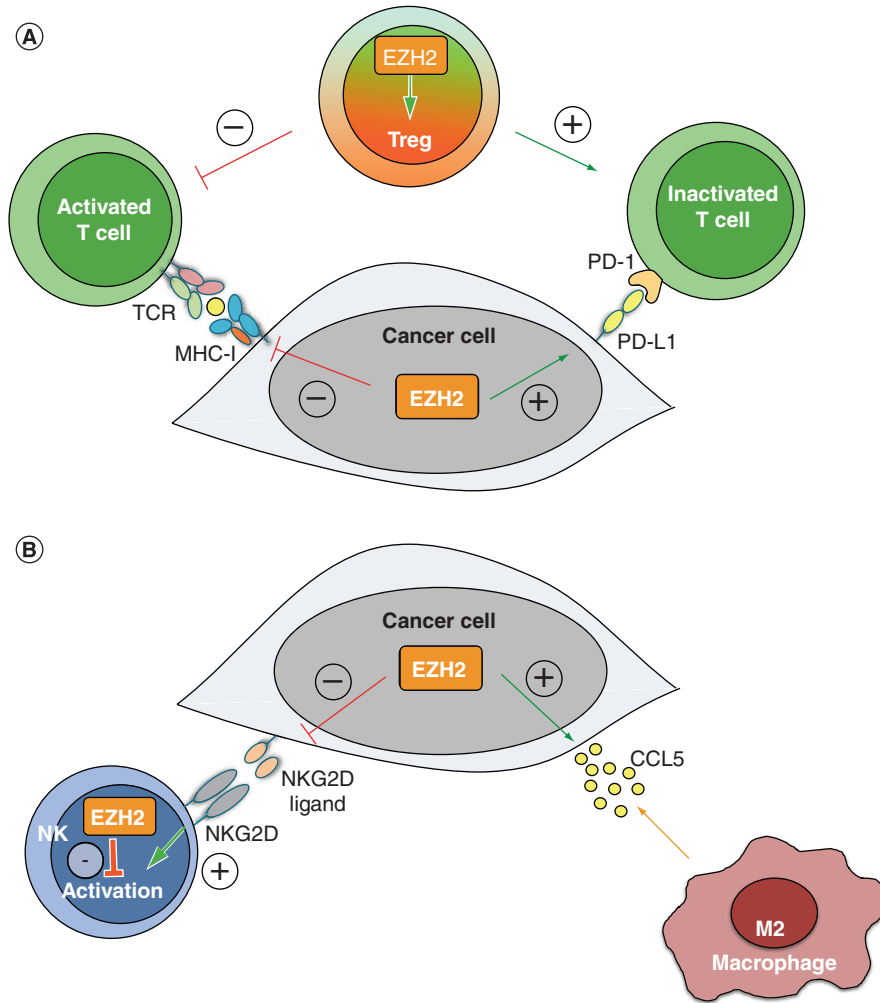 A
EZH2
Treg
−
+
Activated
T cell
Inactivated
T cell
PD-1
TCR
MHC-I
PD-L1
Cancer cell
EZH2
−
+
B
Cancer cell
EZH2
−
+
CCL5
NKG2D
ligand
NKG2D
EZH2
NK
-
+
Activation
M2
Macrophage